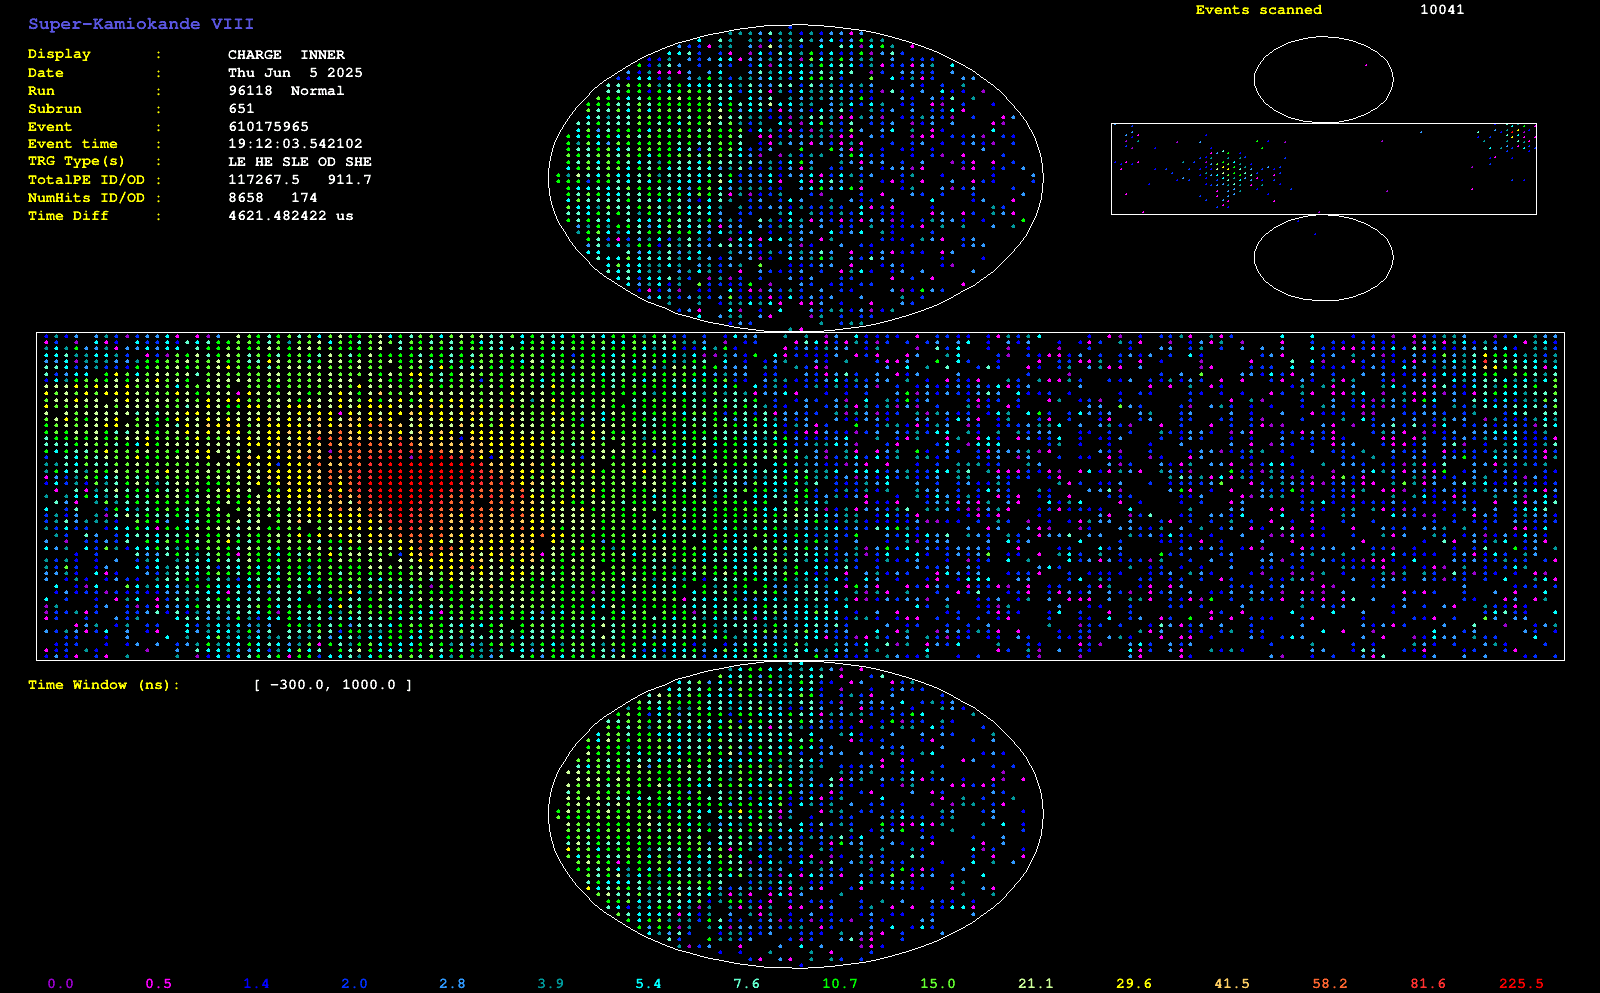 Super-Kamiokande VIII
Display : CHARGE INNER
Date : Thu Jun 5 2025
Run : 96118 Normal
Subrun : 651
Event : 610175965
Event time : 19:12:03.542102
TRG Type(s) : LE HE SLE OD SHE
TotalPE ID/OD : 117267.5 911.7
NumHits ID/OD : 8658 174
Time Diff : 4621.482422 us
Events scanned 10041
Time Window (ns): [ -300.0, 1000.0 ]
0.0 0.5 1.4 2.0 2.8 3.9 5.4 7.6 10.7 15.0 21.1 29.6 41.5 58.2 81.6 225.5